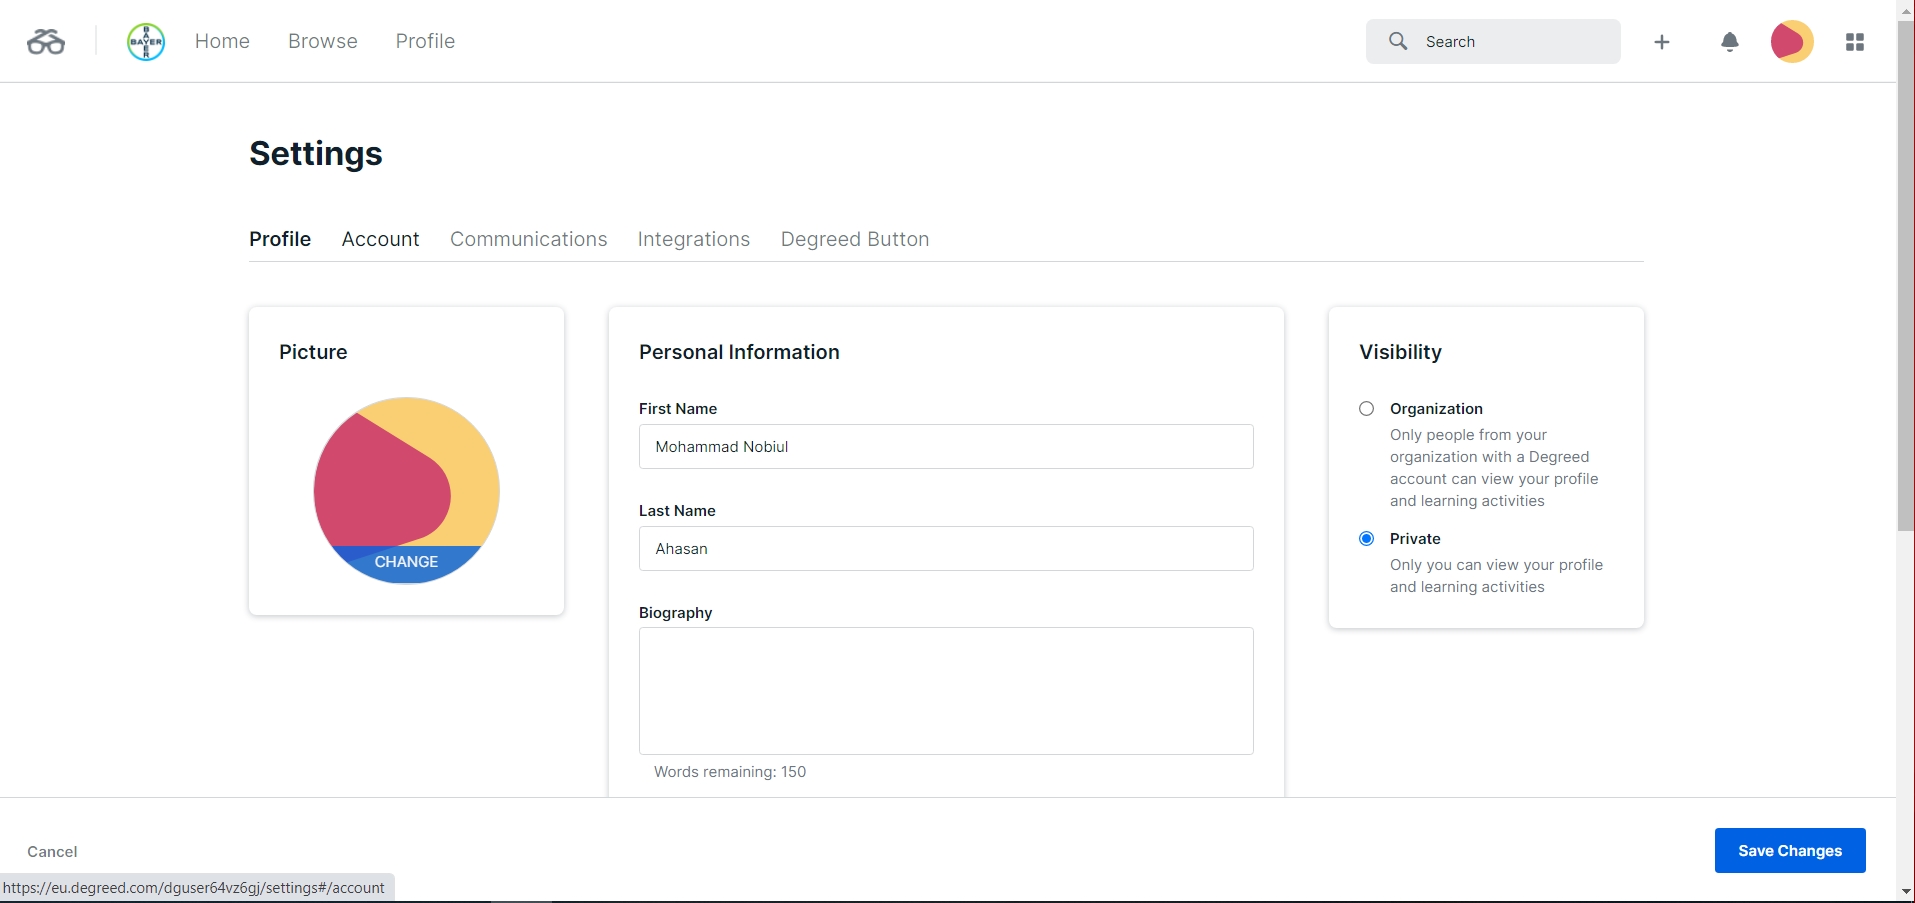 BAYER
BAYER
Home
Browse
Profile
Search
Settings
Profile
Account
Communications
Integrations
Degreed Button
Picture
CHANGE
Personal Information
First Name
Mohammad Nobiul
Last Name
Ahasan
Biography
Words remaining: 150
Visibility
Organization
Only people from your
organization with a Degreed
account can view your profile
and learning activities
Private
Only you can view your profile
and learning activities
Cancel
Save Changes
https://eu.degreed.com/dguser64vz6gj/settings#/account